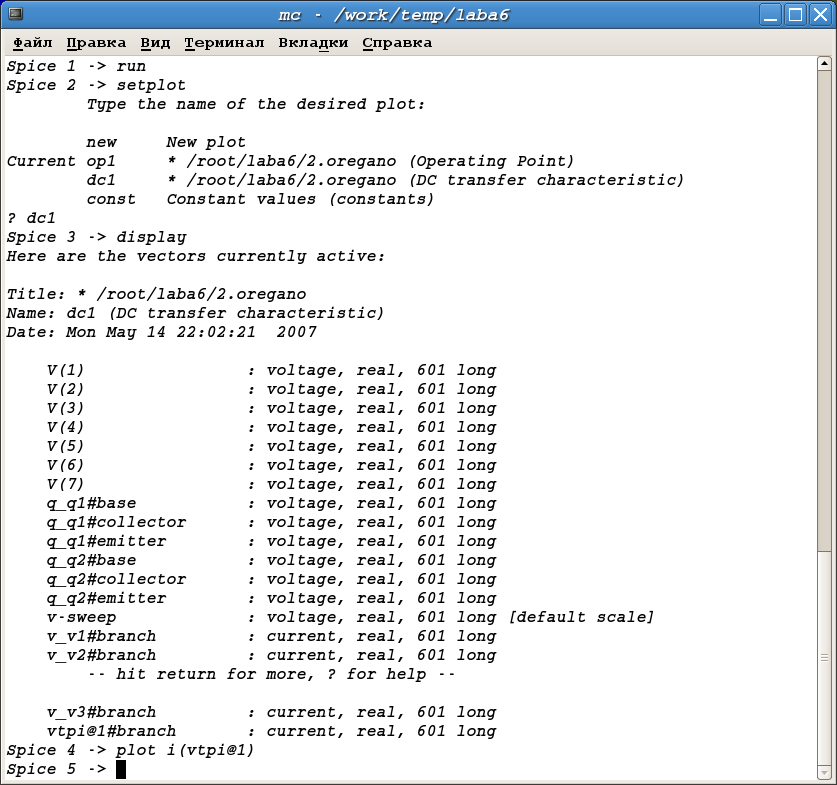 mc - /work/temp/laba6
Файл Правка Вид Терминал Вкладки Справка
Spice 1 -> run
Spice 2 -> setplot
Type the name of the desired plot:
new New plot
Current op1 * /root/laba6/2.oregano (Operating Point)
dc1 * /root/laba6/2.oregano (DC transfer characteristic)
const Constant values (constants)
? dc1
Spice 3 -> display
Here are the vectors currently active:
Title: * /root/laba6/2.oregano
Name: dc1 (DC transfer characteristic)
Date: Mon May 14 22:02:21 2007
V(1) : voltage, real, 601 long
V(2) : voltage, real, 601 long
V(3) : voltage, real, 601 long
V(4) : voltage, real, 601 long
V(5) : voltage, real, 601 long
V(6) : voltage, real, 601 long
V(7) : voltage, real, 601 long
q_q1#base : voltage, real, 601 long
q_q1#collector : voltage, real, 601 long
q_q1#emitter : voltage, real, 601 long
q_q2#base : voltage, real, 601 long
q_q2#collector : voltage, real, 601 long
q_q2#emitter : voltage, real, 601 long
v-sweep : voltage, real, 601 long [default scale]
v_v1#branch : current, real, 601 long
v_v2#branch : current, real, 601 long
-- hit return for more, ? for help --
v_v3#branch : current, real, 601 long
vtpi@1#branch : current, real, 601 long
Spice 4 -> plot i(vtpi@1)
Spice 5 ->